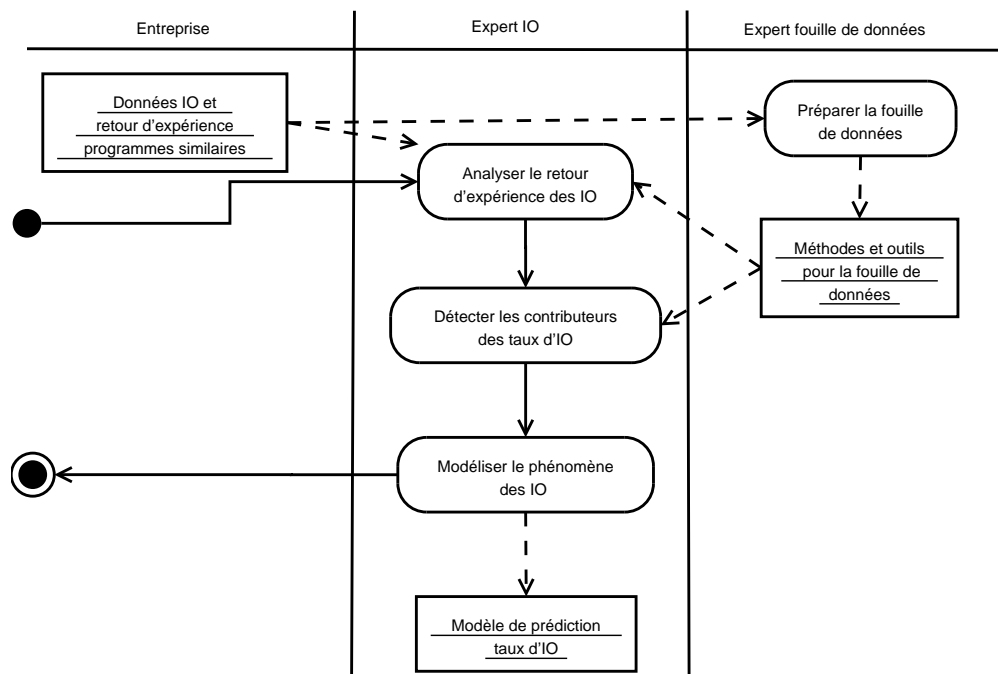 Entreprise
Expert IO
Expert fouille de données
Données IO et
retour d'expérience
programmes similaires
Préparer la fouille
de données
Analyser le retour
d'expérience des IO
Méthodes et outils
pour la fouille de
données
Détecter les contributeurs
des taux d'IO
Modéliser le phénomène
des IO
Modèle de prédiction
taux d'IO